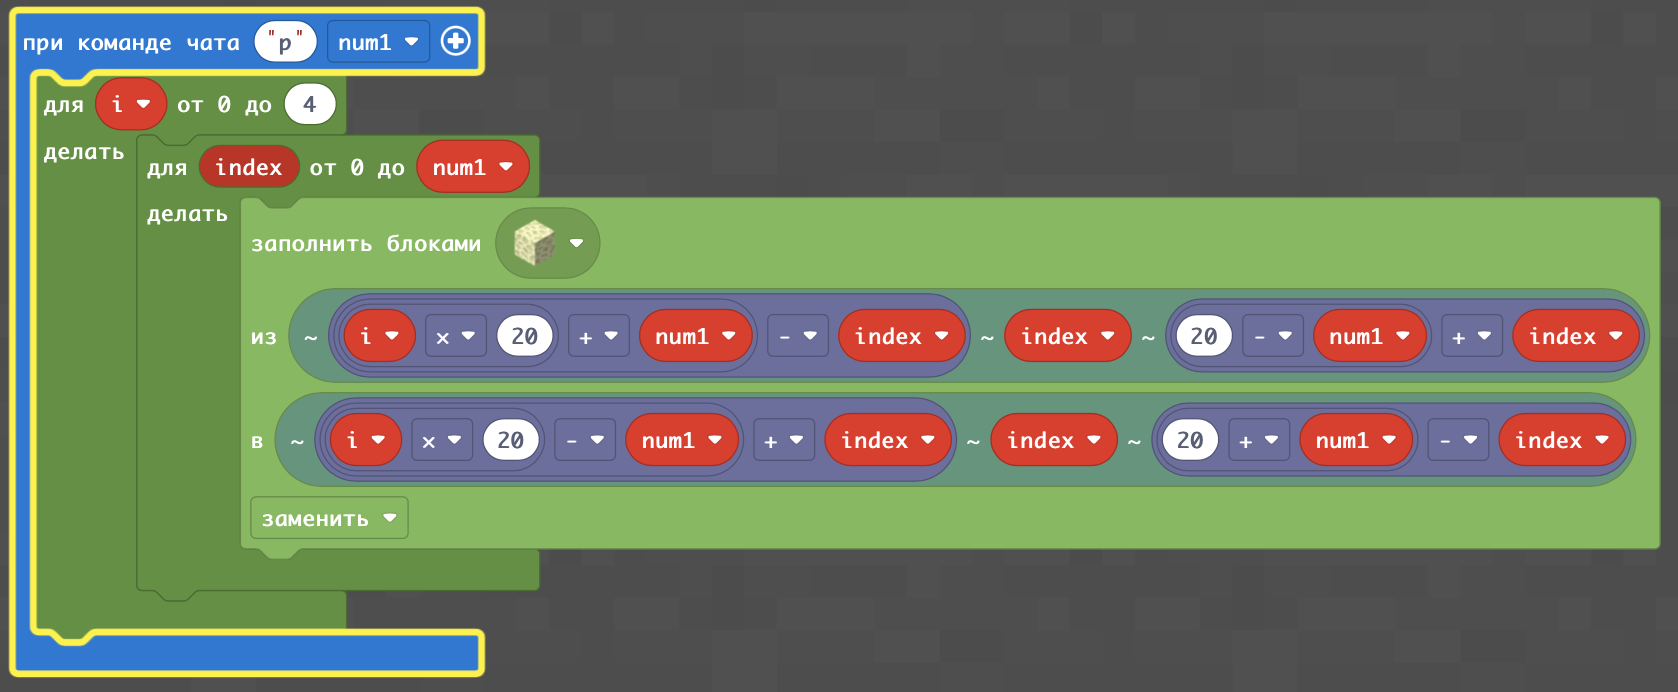 при команде чата "p" num1
для i от 0 до 4
делать
для index от 0 до num1
делать
заполнить блоками
из ~ i × 20 + num1 - index ~ index ~ 20 - num1 + index
в ~ i × 20 - num1 + index ~ index ~ 20 + num1 - index
заменить